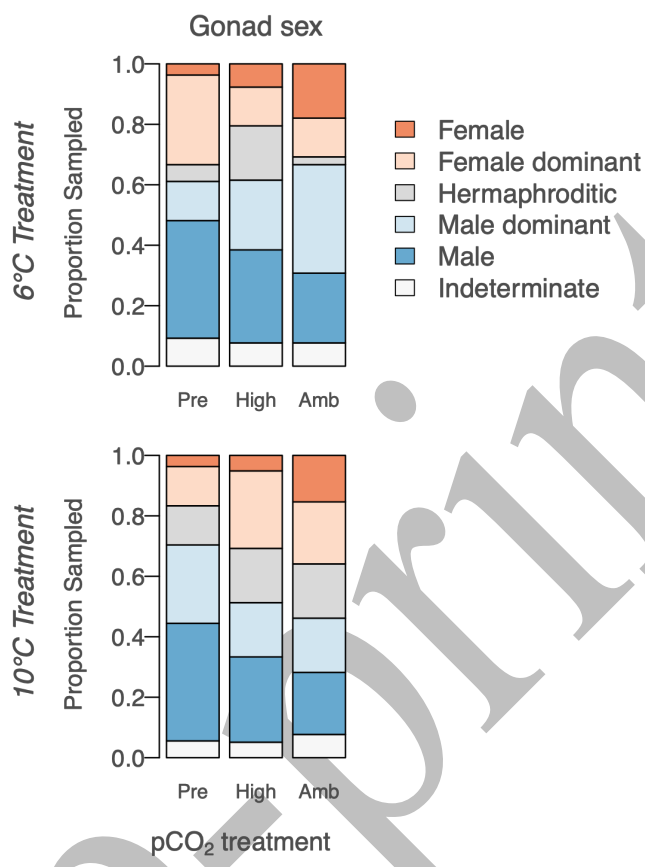 Gonad sex
6°C Treatment
Proportion Sampled
1.0
0.8
0.6
0.4
0.2
0.0
Pre High Amb
Female
Female dominant
Hermaphroditic
Male dominant
Male
Indeterminate
10°C Treatment
Proportion Sampled
1.0
0.8
0.6
0.4
0.2
0.0
Pre High Amb
pCO₂ treatment